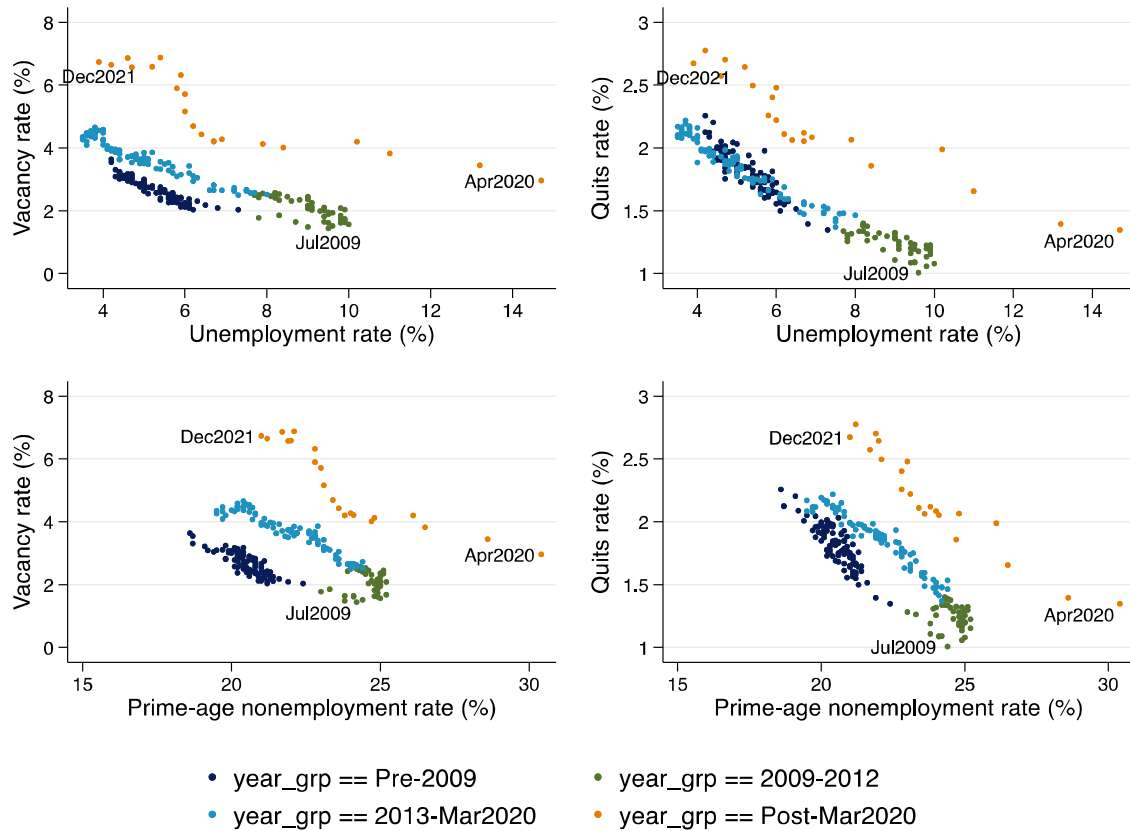 Vacancy rate (%)
8
6
4
2
0
Dec2021
Apr2020
Jul2009
4
6
8
10
12
14
Unemployment rate (%)
Quits rate (%)
3
2.5
2
1.5
1
Dec2021
Apr2020
Jul2009
4
6
8
10
12
14
Unemployment rate (%)
Vacancy rate (%)
8
6
4
2
0
Dec2021
Apr2020
Jul2009
15
20
25
30
Prime-age nonemployment rate (%)
Quits rate (%)
3
2.5
2
1.5
1
Dec2021
Apr2020
Jul2009
15
20
25
30
Prime-age nonemployment rate (%)
year_grp == Pre-2009
year_grp == 2009-2012
year_grp == 2013-Mar2020
year_grp == Post-Mar2020